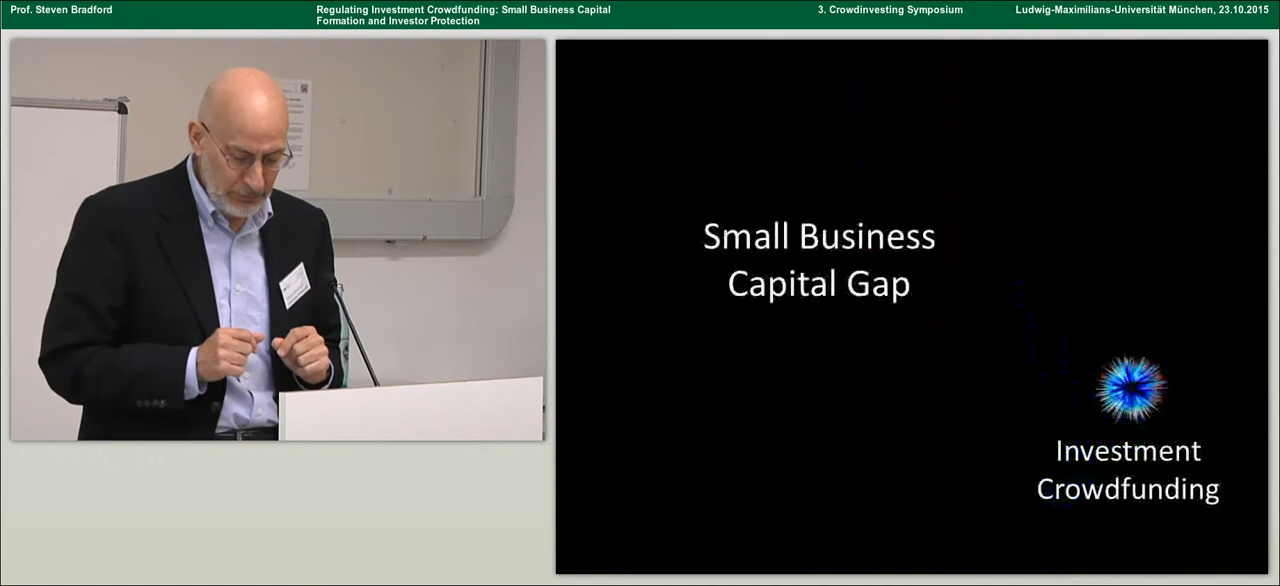 Prof. Steven Bradford
Regulating Investment Crowdfunding: Small Business Capital
Formation and Investor Protection
3. Crowdinvesting Symposium
Ludwig-Maximilians-Universität München, 23.10.2015
Small Business
Capital Gap
Investment
Crowdfunding